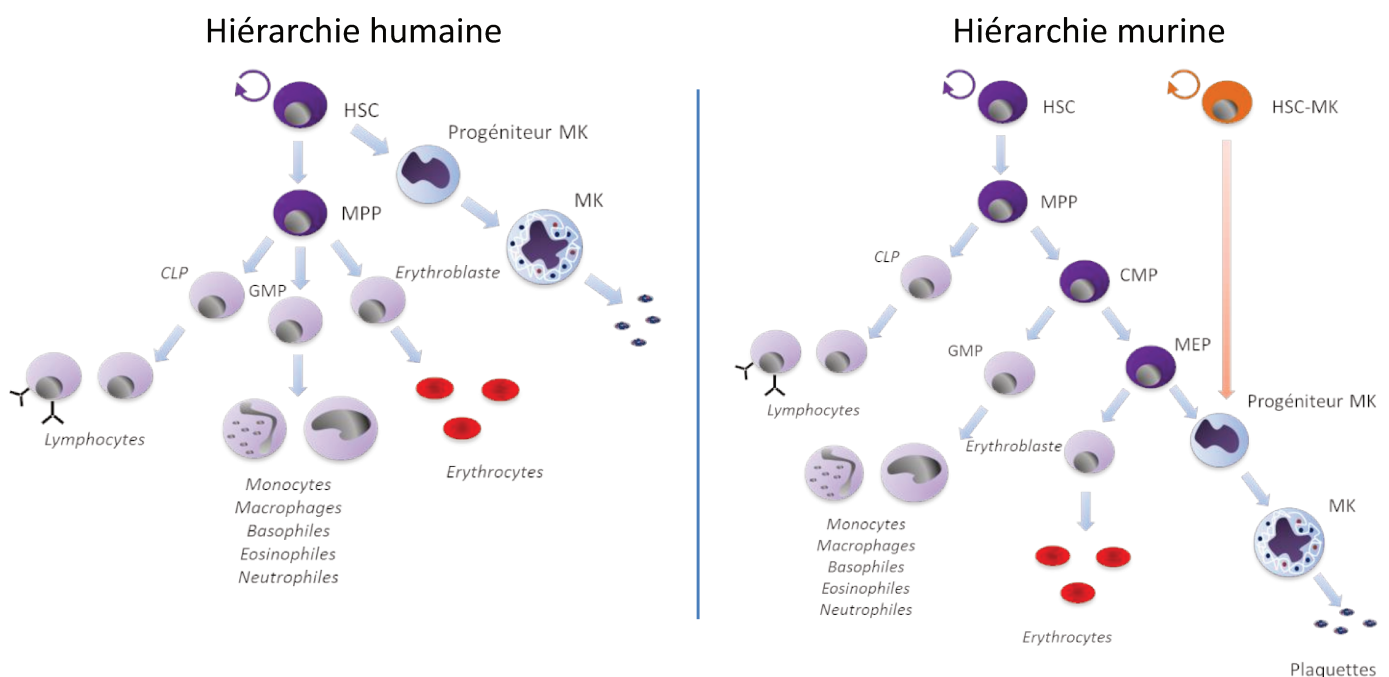 Hiérarchie humaine
HSC
Progéniteur MK
MPP
MK
CLP
GMP
Erythroblaste
Lymphocytes
Erythrocytes
Monocytes
Macrophages
Basophiles
Eosinophiles
Neutrophiles
Hiérarchie murine
HSC
HSC-MK
MPP
CLP
CMP
GMP
MEP
Lymphocytes
Progéniteur MK
Erythroblaste
MK
Monocytes
Macrophages
Basophiles
Eosinophiles
Neutrophiles
Erythrocytes
Plaquettes